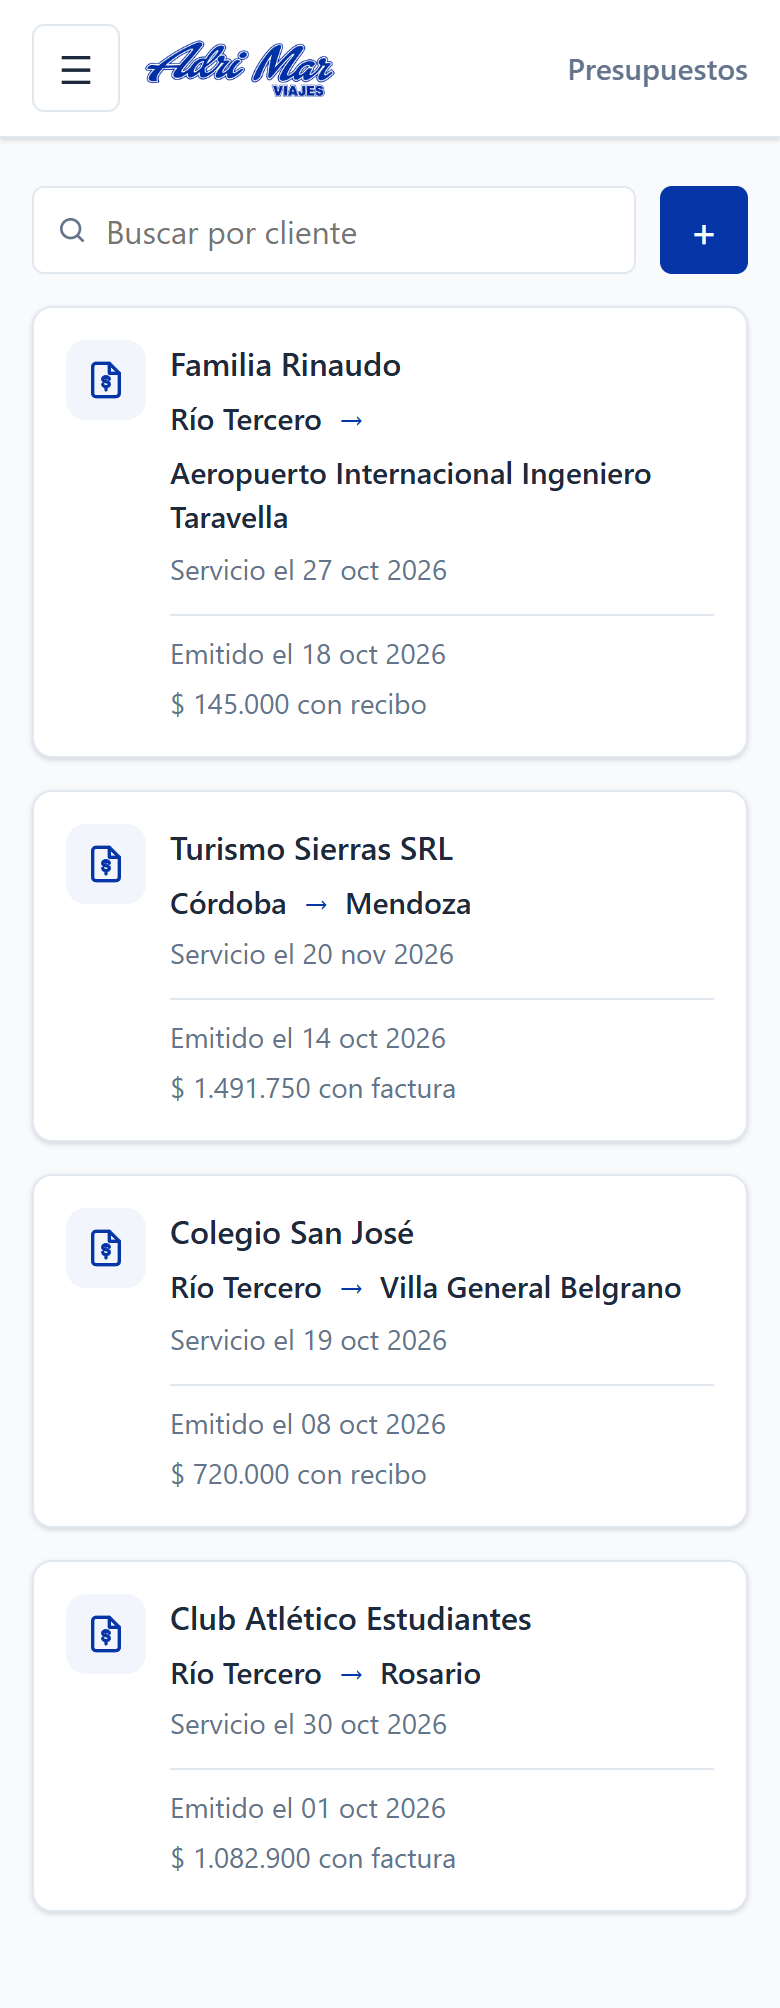 Adri Mar
VIAJES
Presupuestos
Buscar por cliente
+
Familia Rinaudo
Río Tercero →
Aeropuerto Internacional Ingeniero
Taravella
Servicio el 27 oct 2026
Emitido el 18 oct 2026
$ 145.000 con recibo
Turismo Sierras SRL
Córdoba → Mendoza
Servicio el 20 nov 2026
Emitido el 14 oct 2026
$ 1.491.750 con factura
Colegio San José
Río Tercero → Villa General Belgrano
Servicio el 19 oct 2026
Emitido el 08 oct 2026
$ 720.000 con recibo
Club Atlético Estudiantes
Río Tercero → Rosario
Servicio el 30 oct 2026
Emitido el 01 oct 2026
$ 1.082.900 con factura